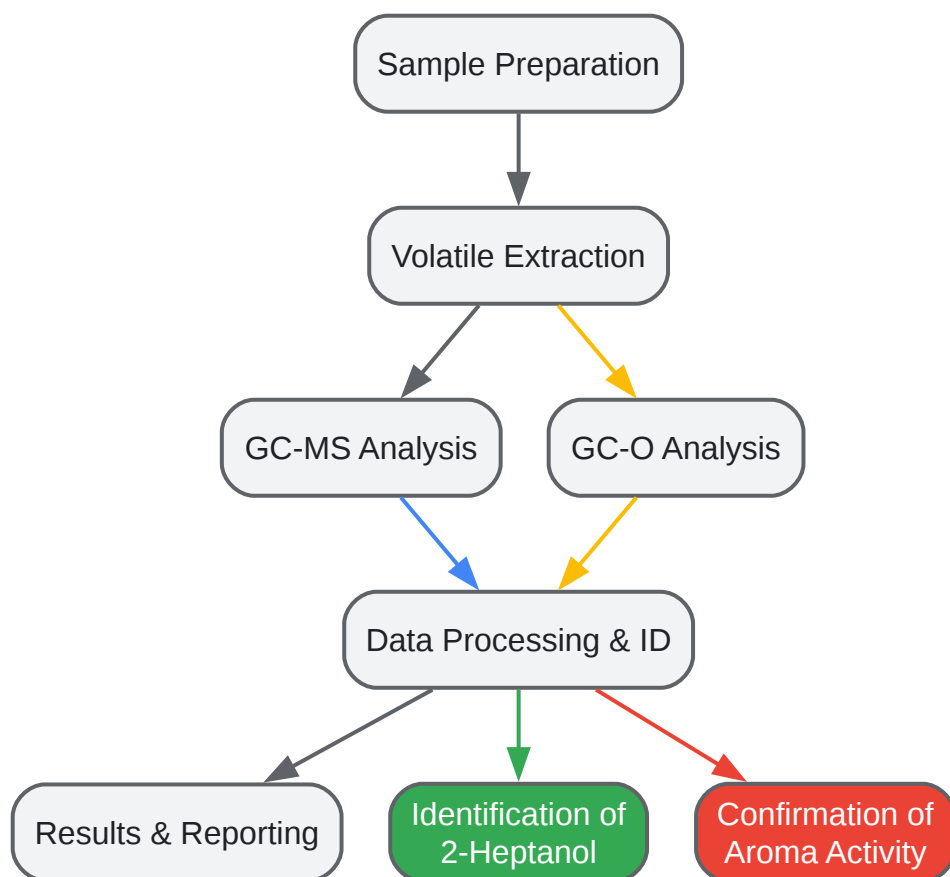 Sample Preparation
Volatile Extraction
GC-MS Analysis
GC-O Analysis
Data Processing & ID
Results & Reporting
Identification of
2-Heptanol
Confirmation of
Aroma Activity